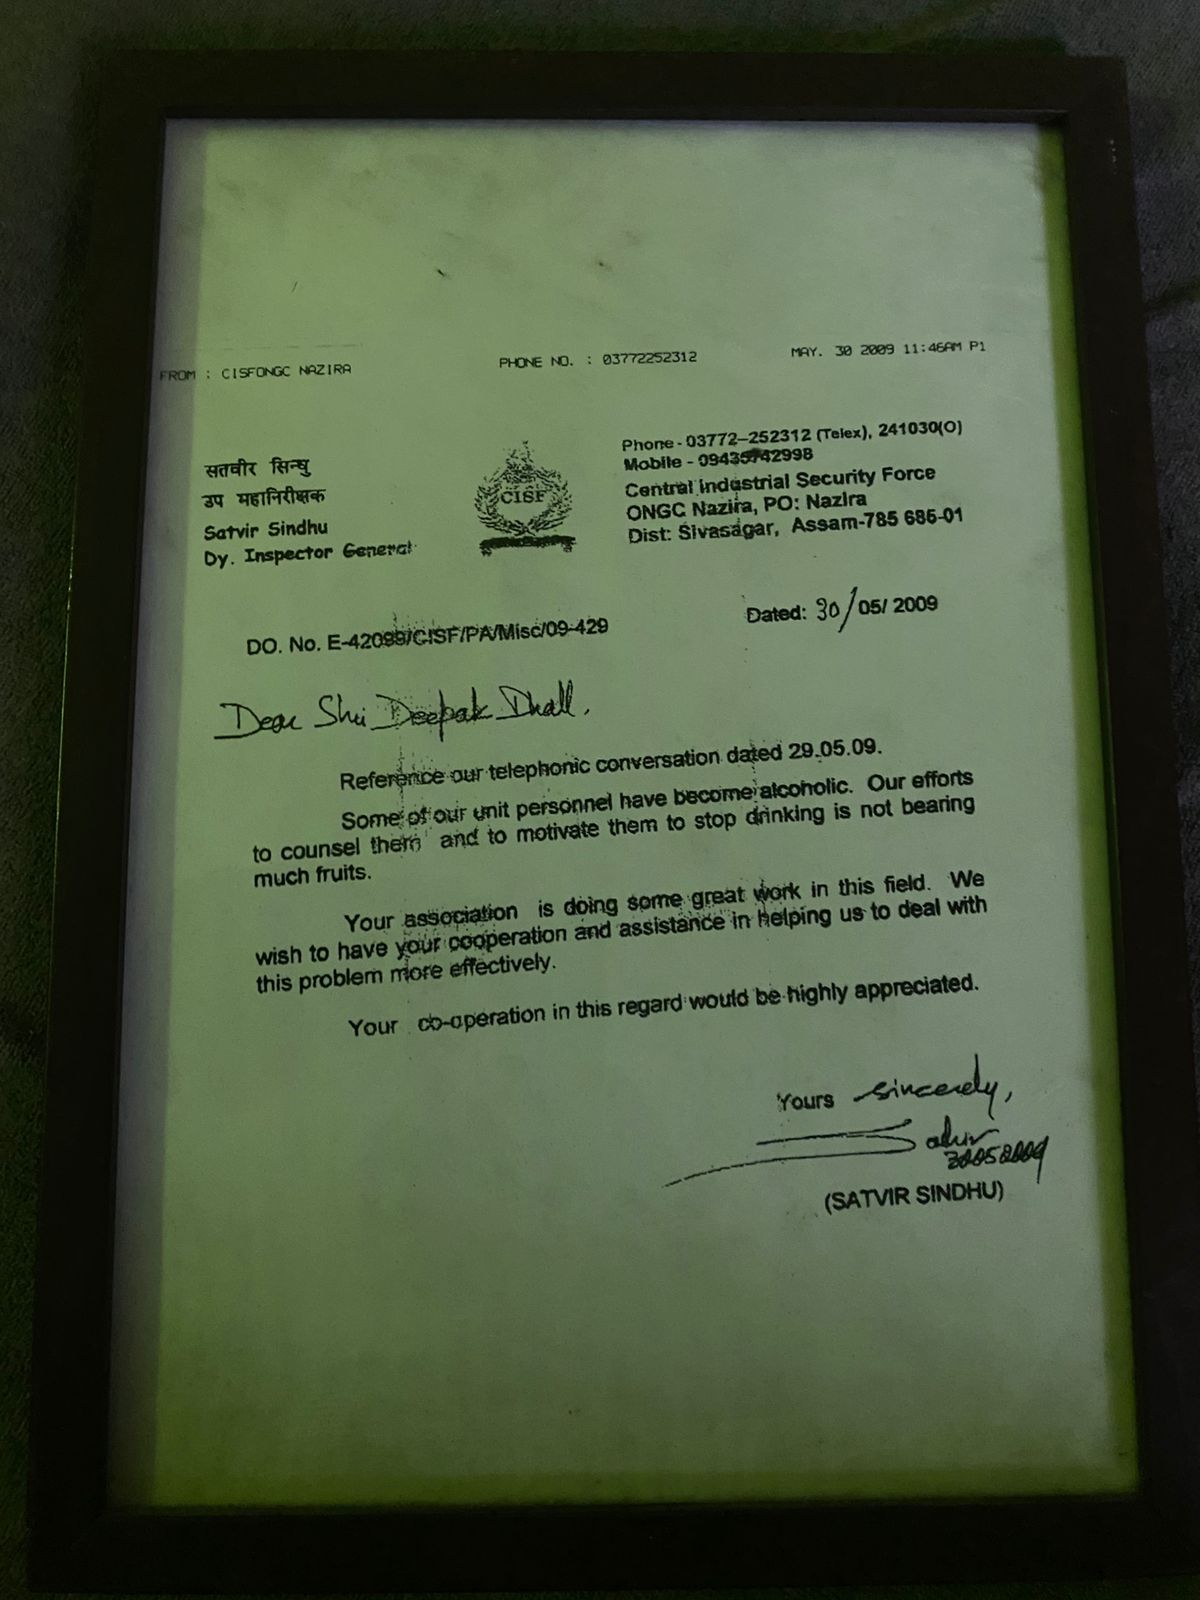 FROM : CISFONGC NAZIRA PHONE NO. : 03772252312 MAY. 30 2009 11:46AM P1
सतवीर सिन्धु
उप महानिरीक्षक
Satvir Sindhu
Dy. Inspector General
CISF
Phone - 03772–252312 (Telex), 241030(O)
Mobile - 09435742998
Central Industrial Security Force
ONGC Nazira, PO: Nazira
Dist: Sivasagar, Assam-785 686-01
DO. No. E-42099/CISF/PA/Misc/09-429
Dated: 30/05/ 2009
Dear Shri Deepak Dhall,
Reference our telephonic conversation dated 29.05.09.
Some of our unit personnel have become alcoholic. Our efforts
to counsel them and to motivate them to stop drinking is not bearing
much fruits.
Your association is doing some great work in this field. We
wish to have your cooperation and assistance in helping us to deal with
this problem more effectively.
Your co-operation in this regard would be highly appreciated.
Yours sincerely,
Satvir
30052009
(SATVIR SINDHU)